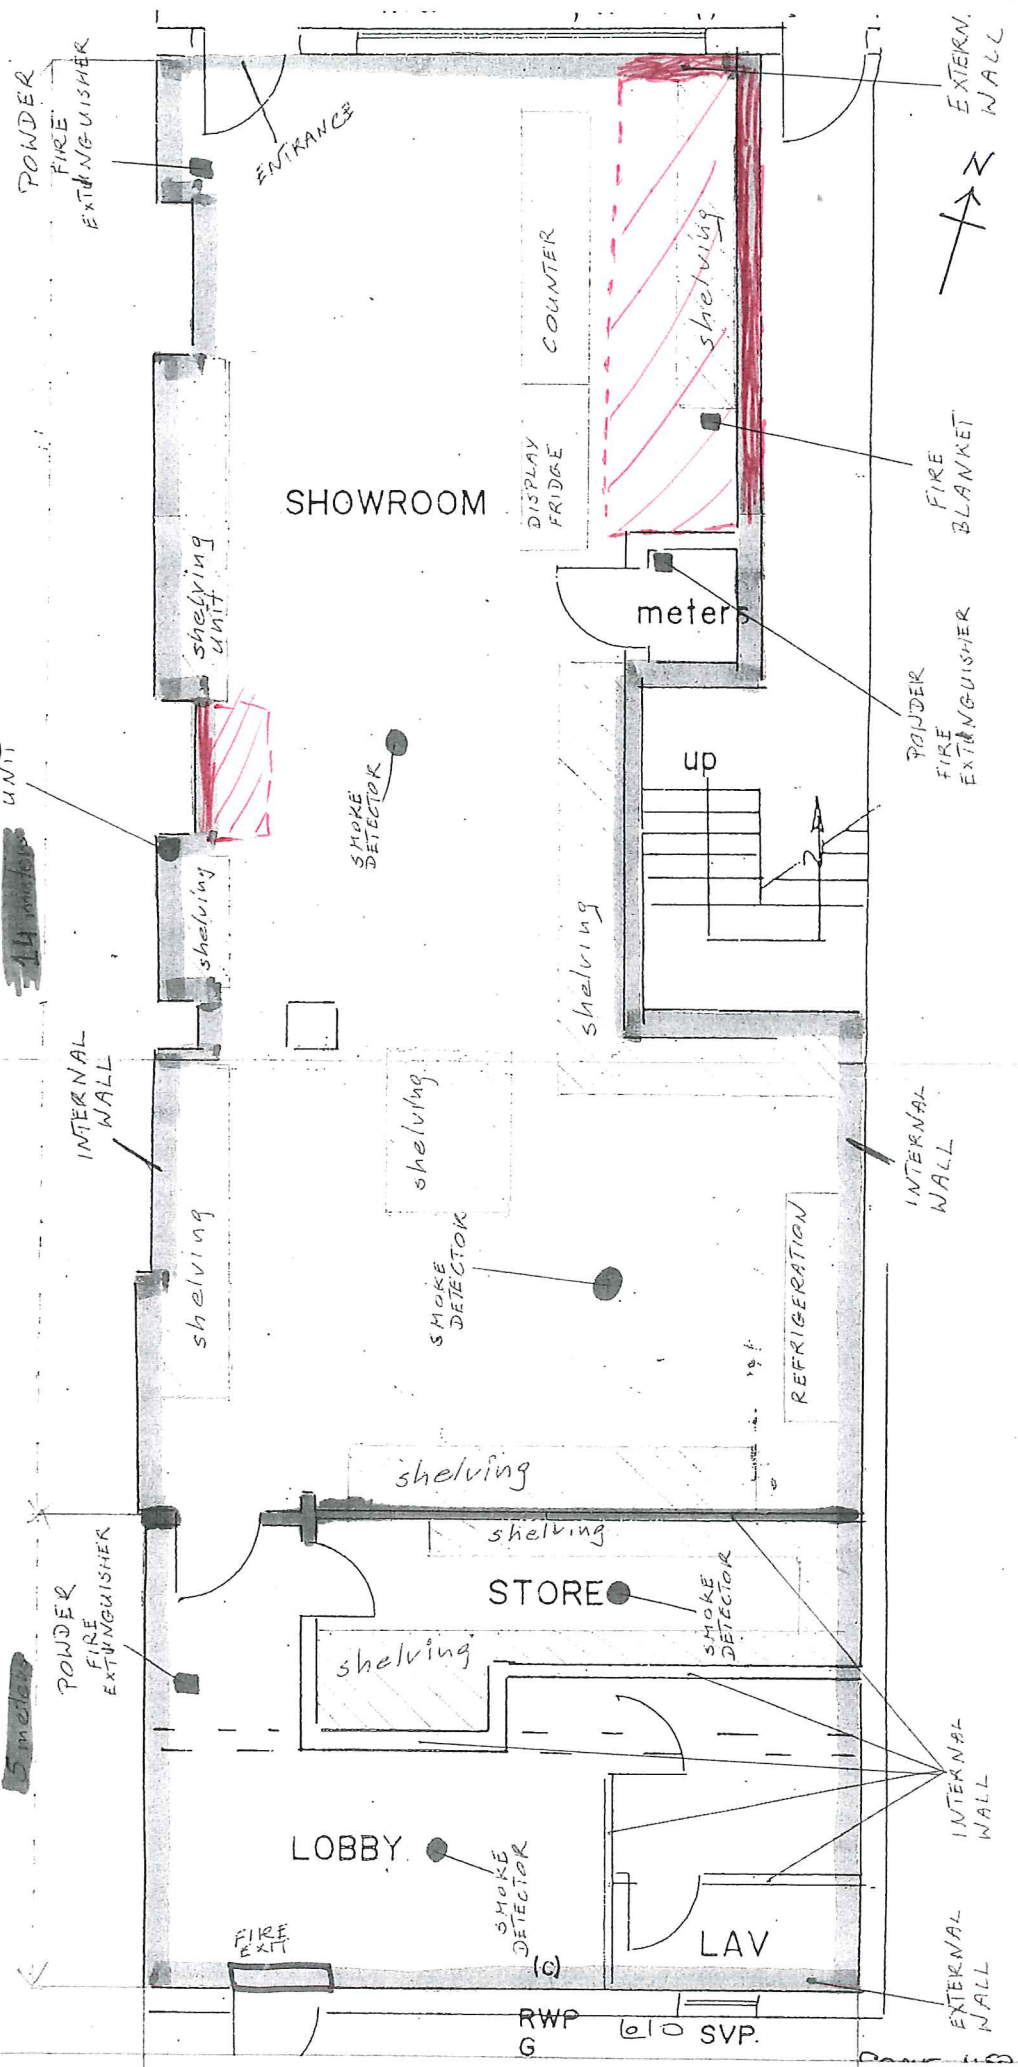 EXTERN.
WALL
POWDER
FIRE
EXTINGUISHER
ENTRANCE
N
COUNTER
shelving
SHOWROOM
DISPLAY
FRIDGE
FIRE
BLANKET
shelving
unit
meters
POWDER
FIRE
EXTINGUISHER
UNIT
up
SMOKE
DETECTOR
14 meters
shelving
shelving
INTERNAL
WALL
shelving
INTERNAL
WALL
shelving
SMOKE
DETECTOR
REFRIGERATION
shelving
shelving
POWDER
FIRE
EXTINGUISHER
STORE
SMOKE
DETECTOR
shelving
5 meters
INTERNAL
WALL
LOBBY
SMOKE
DETECTOR
FIRE
EXIT
LAV
(c)
EXTERNAL
WALL
RWP
G
SVP.